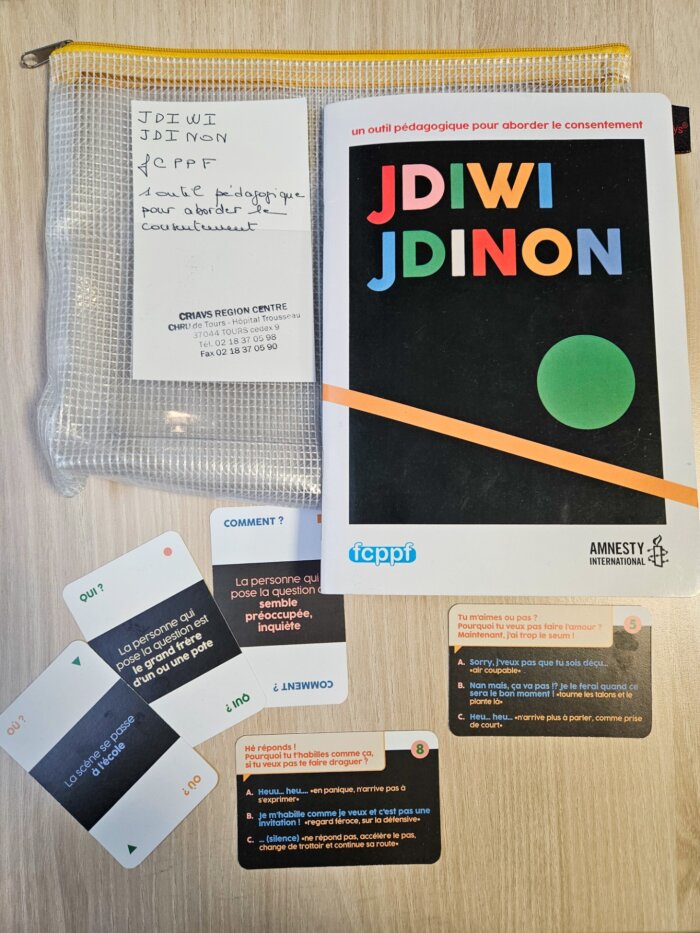 JDIWI
JDINON
fCPPF
1 outil pédagogique
pour aborder le
consentement
CRIAVS REGION CENTRE
CHRU de Tours - Hôpital Trousseau
37044 TOURS cedex 9
Tél. 02 18 37 05 98
Fax 02 18 37 05 90
un outil pédagogique pour aborder le consentement
JDIWI
JDINON
fcppf
AMNESTY
INTERNATIONAL
COMMENT ?
La personne qui
pose la question
semble
préoccupée,
inquiète
COMMENT ?
QUI ?
La personne qui
pose la question est
le grand frère
d'un ou une pote
QUI ?
OÙ ?
La scène se passe
à l'école
OÙ ?
Tu m'aimes ou pas ?
Pourquoi tu veux pas faire l'amour ?
Maintenant, j'ai trop le seum !
5
A. Sorry, j'veux pas que tu sois déçu...
«air coupable»
B. Nan mais, ça va pas !? Je le ferai quand ce
sera le bon moment ! «tourne les talons et le
plante là»
C. Heu... heu... «n'arrive plus à parler, comme prise
de court»
Hé réponds !
Pourquoi tu t'habilles comme ça,
si tu veux pas te faire draguer ?
8
A. Heuu... heu.... «en panique, n'arrive pas à
s'exprimer»
B. Je m'habille comme je veux et c'est pas une
invitation ! «regard féroce, sur la défensive»
C. ... (silence) «ne répond pas, accélère le pas,
change de trottoir et continue sa route»